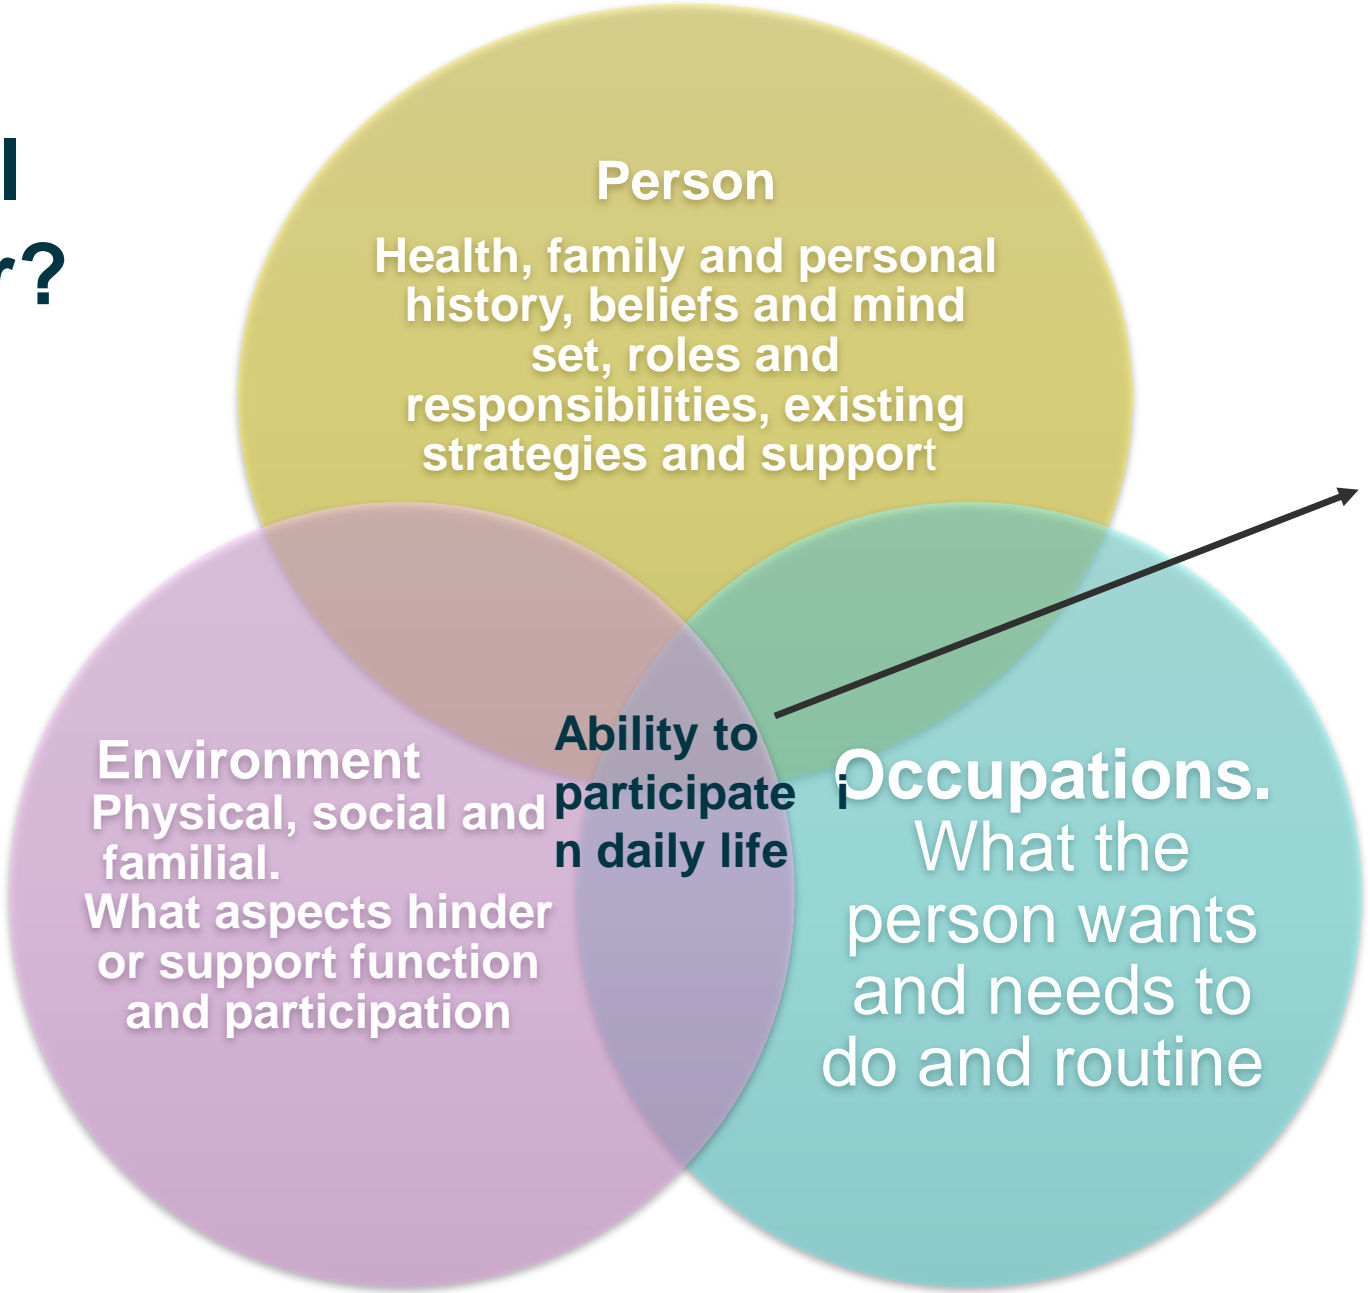 l
r?
Person
Health, family and personal
history, beliefs and mind
set, roles and
responsibilities, existing
strategies and support
Environment
Physical, social and
familial.
What aspects hinder
or support function
and participation
Ability to
participate i
n daily life
Occupations.
What the
person wants
and needs to
do and routine